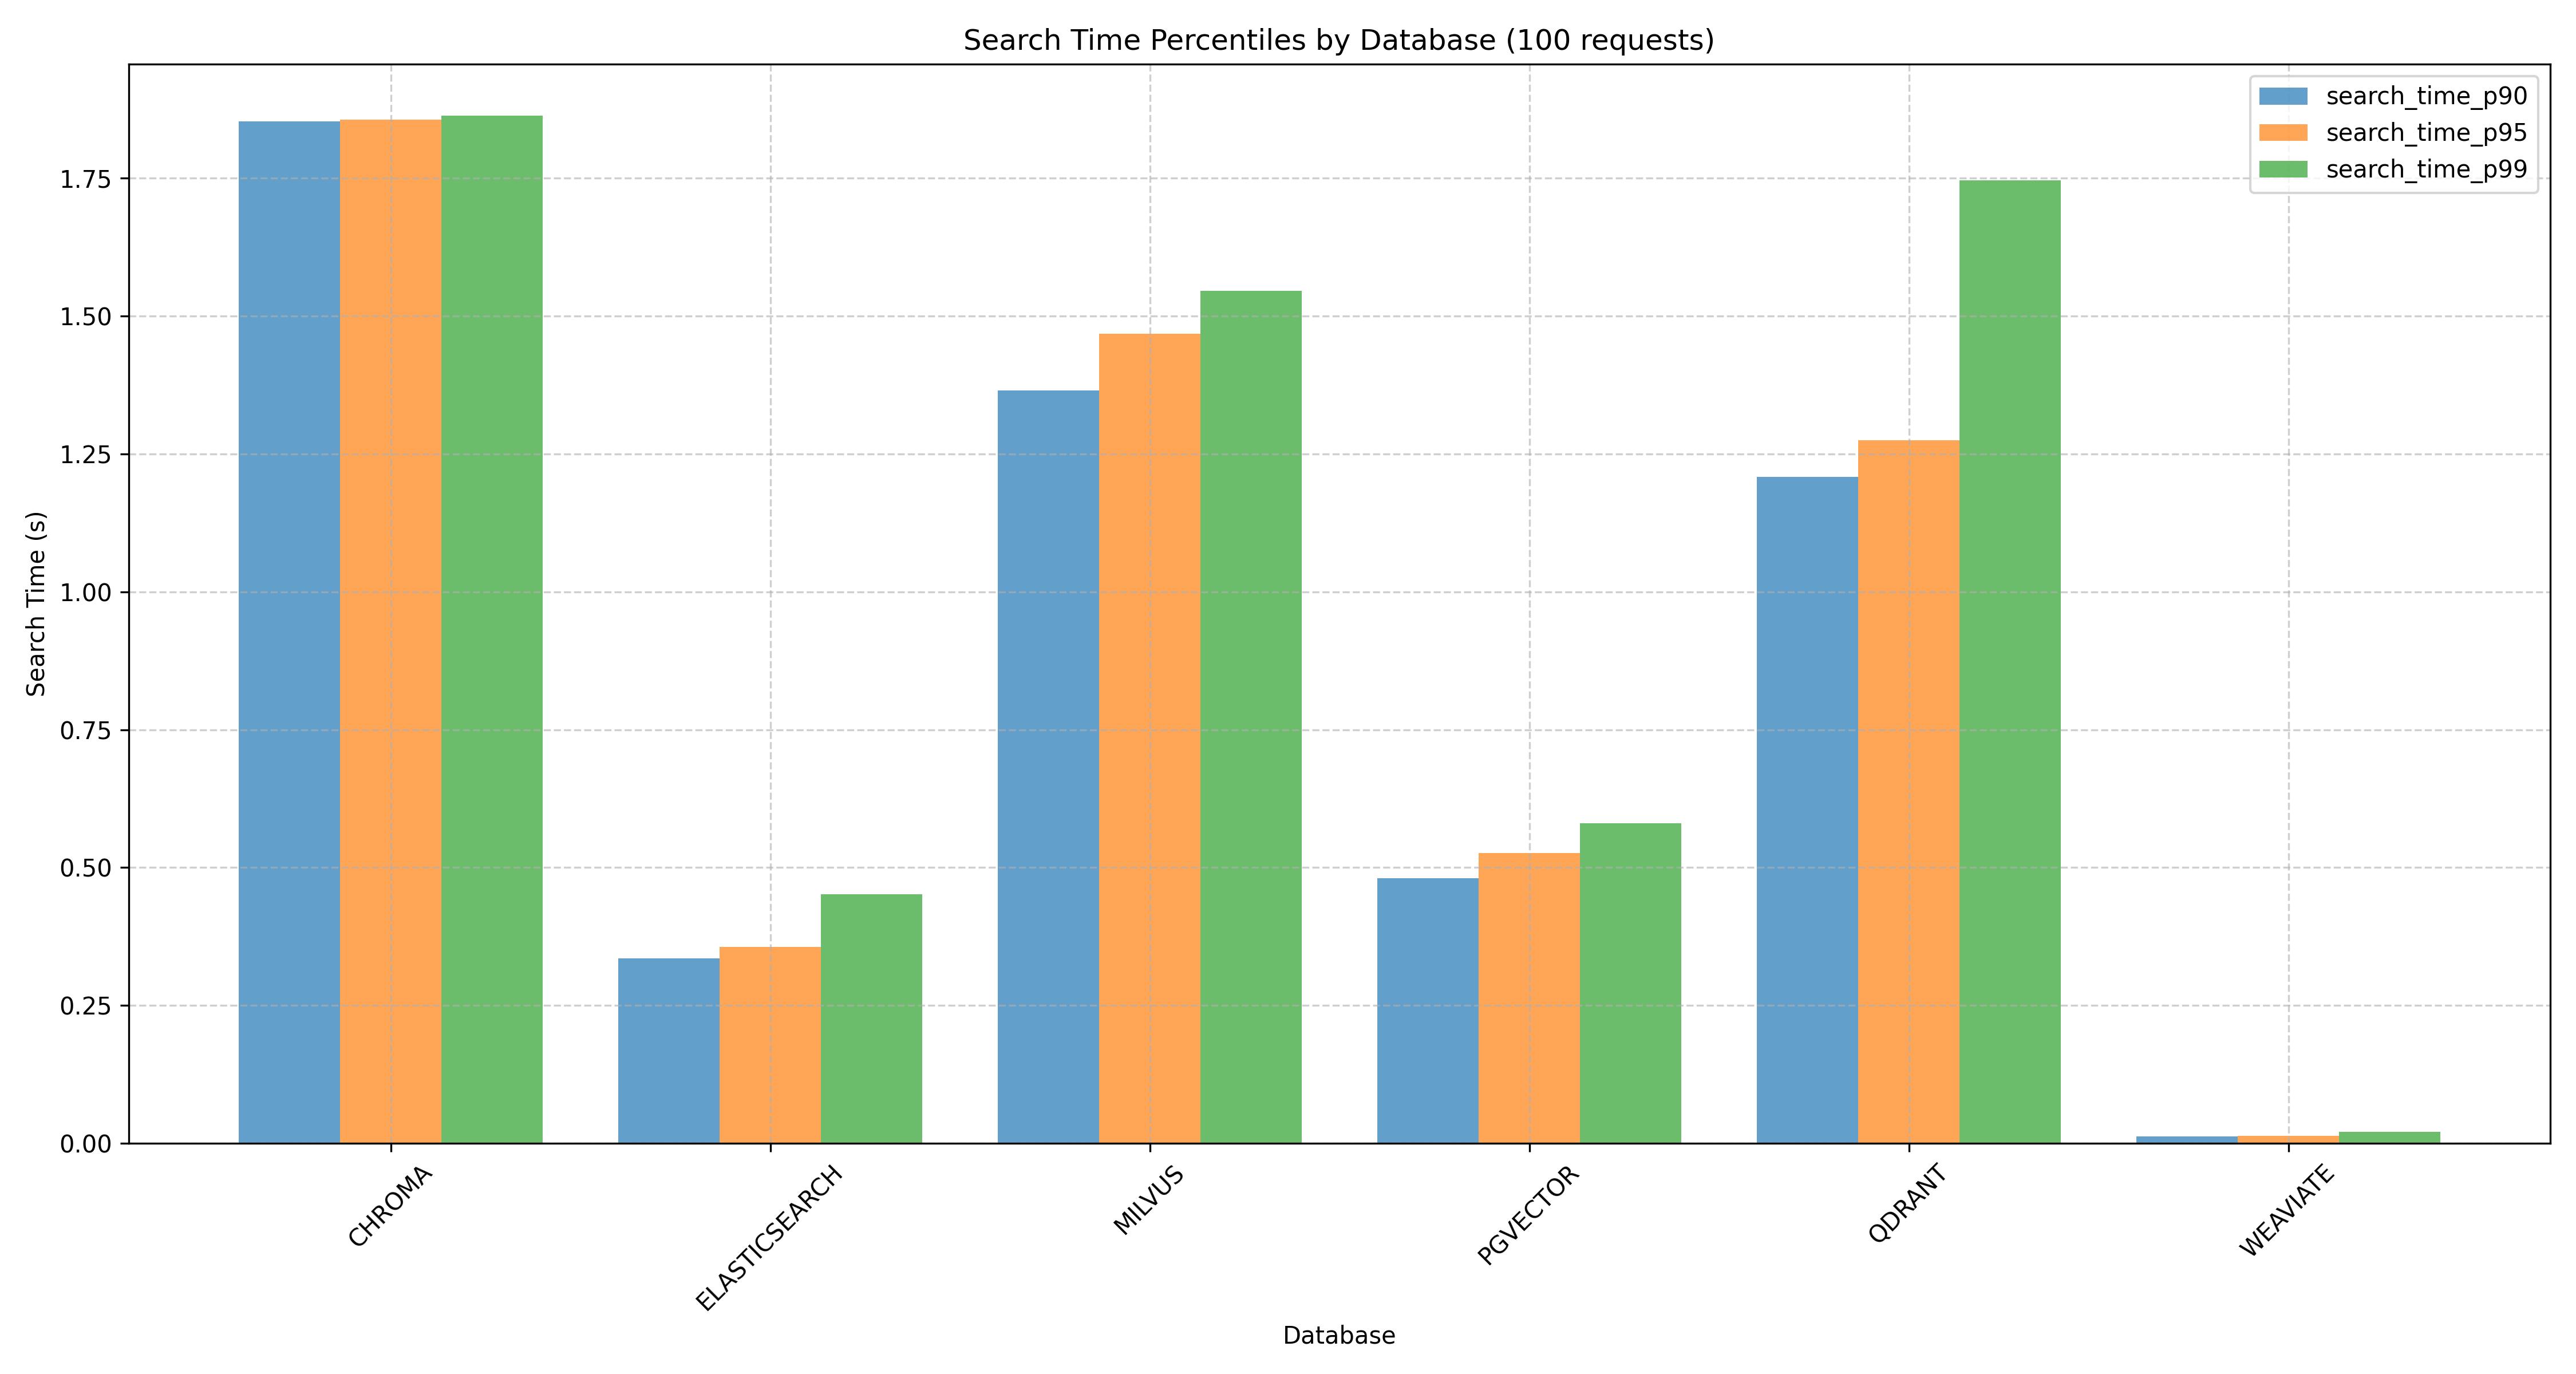 Search Time Percentiles by Database (100 requests)
search_time_p90
search_time_p95
search_time_p99
Search Time (s)
1.75
1.50
1.25
1.00
0.75
0.50
0.25
0.00
CHROMA
ELASTICSEARCH
MILVUS
PGVECTOR
QDRANT
WEAVIATE
Database